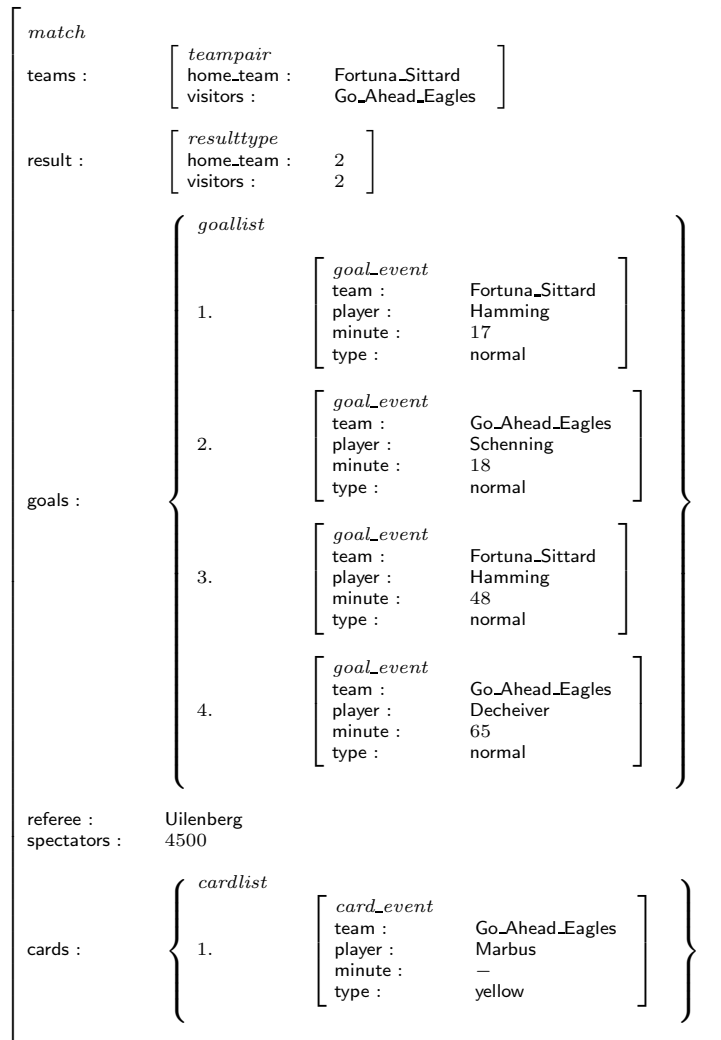 match
teams :
teampair
home_team : Fortuna_Sittard
visitors : Go_Ahead_Eagles
result :
resulttype
home_team : 2
visitors : 2
goals :
goallist
1.
goal_event
team : Fortuna_Sittard
player : Hamming
minute : 17
type : normal
2.
goal_event
team : Go_Ahead_Eagles
player : Schenning
minute : 18
type : normal
3.
goal_event
team : Fortuna_Sittard
player : Hamming
minute : 48
type : normal
4.
goal_event
team : Go_Ahead_Eagles
player : Decheiver
minute : 65
type : normal
referee : Uilenberg
spectators : 4500
cards :
cardlist
1.
card_event
team : Go_Ahead_Eagles
player : Marbus
minute : −
type : yellow